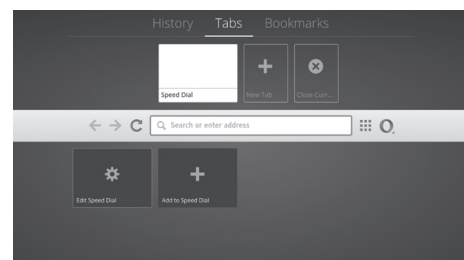 History Tabs Bookmarks
Speed Dial
New Tab
Close Curr...
Search or enter address
Edit Speed Dial
Add to Speed Dial